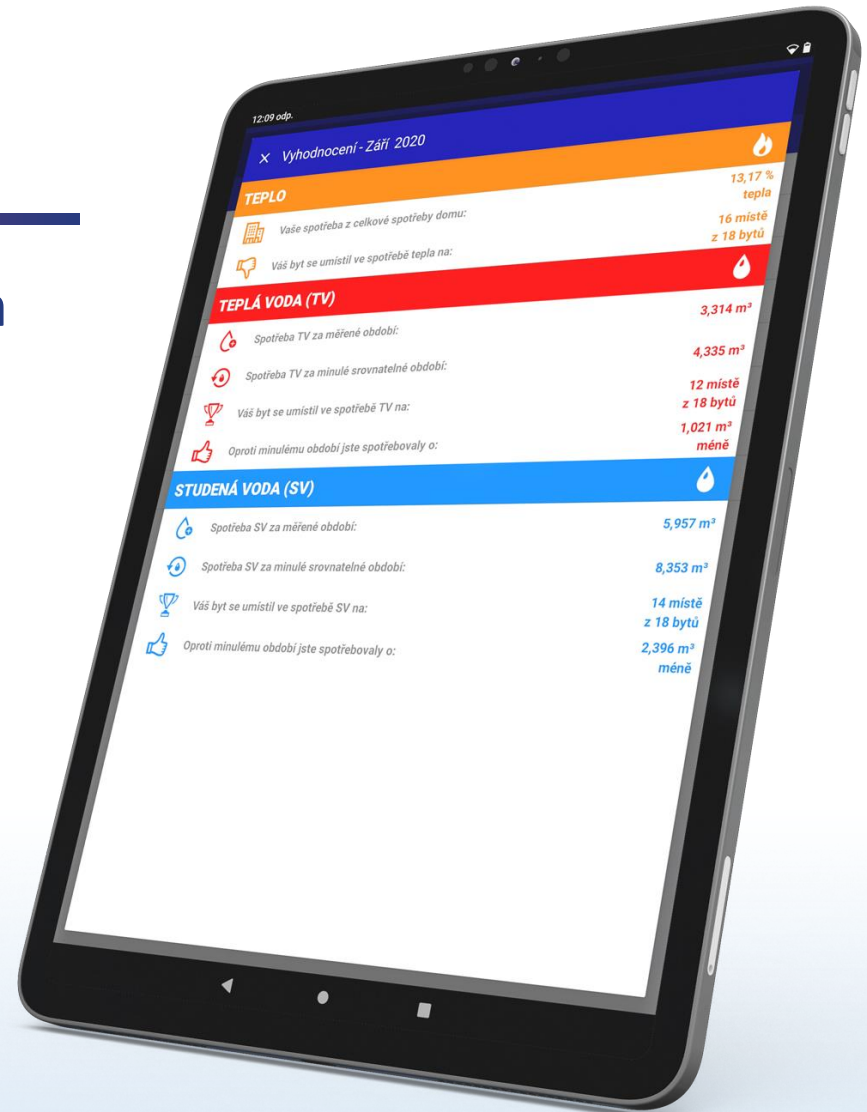 12:09 odp.
× Vyhodnocení - Září 2020
TEPLO
Vaše spotřeba z celkové spotřeby domu:
13,17 %
tepla
Váš byt se umístil ve spotřebě tepla na:
16 místě
z 18 bytů
TEPLÁ VODA (TV)
Spotřeba TV za měřené období:
3,314 m³
Spotřeba TV za minulé srovnatelné období:
4,335 m³
Váš byt se umístil ve spotřebě TV na:
12 místě
z 18 bytů
Oproti minulému období jste spotřebovaly o:
1,021 m³
méně
STUDENÁ VODA (SV)
Spotřeba SV za měřené období:
5,957 m³
Spotřeba SV za minulé srovnatelné období:
8,353 m³
Váš byt se umístil ve spotřebě SV na:
14 místě
z 18 bytů
Oproti minulému období jste spotřebovaly o:
2,396 m³
méně